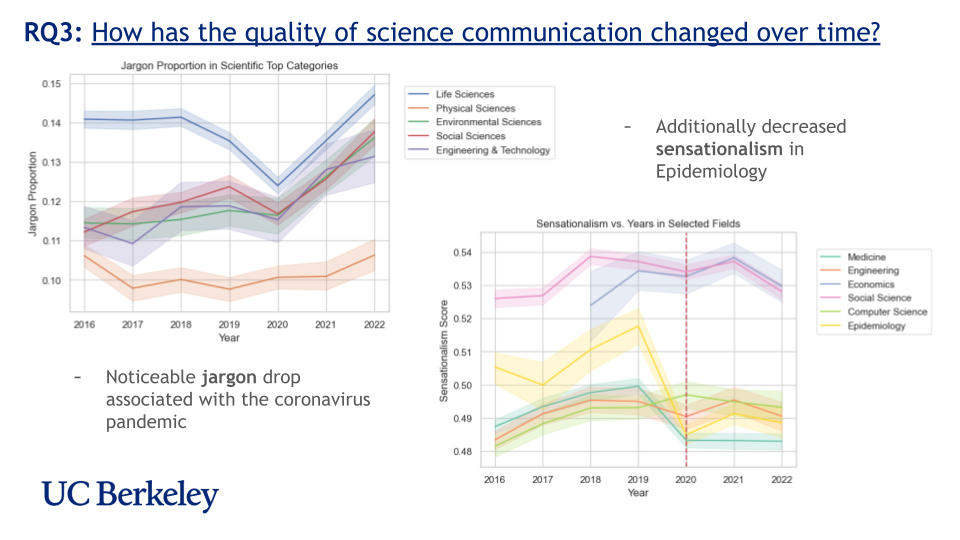 RQ3: How has the quality of science communication changed over time?
Jargon Proportion in Scientific Top Categories
0.15
0.14
0.13
0.12
0.11
0.10
Jargon Proportion
2016 2017 2018 2019 2020 2021 2022
Year
Life Sciences
Physical Sciences
Environmental Sciences
Social Sciences
Engineering & Technology
- Additionally decreased
sensationalism in
Epidemiology
Sensationalism vs. Years in Selected Fields
0.54
0.53
0.52
0.51
0.50
0.49
0.48
Sensationalism Score
2016 2017 2018 2019 2020 2021 2022
Year
Medicine
Engineering
Economics
Social Science
Computer Science
Epidemiology
- Noticeable jargon drop
associated with the coronavirus
pandemic
UC Berkeley